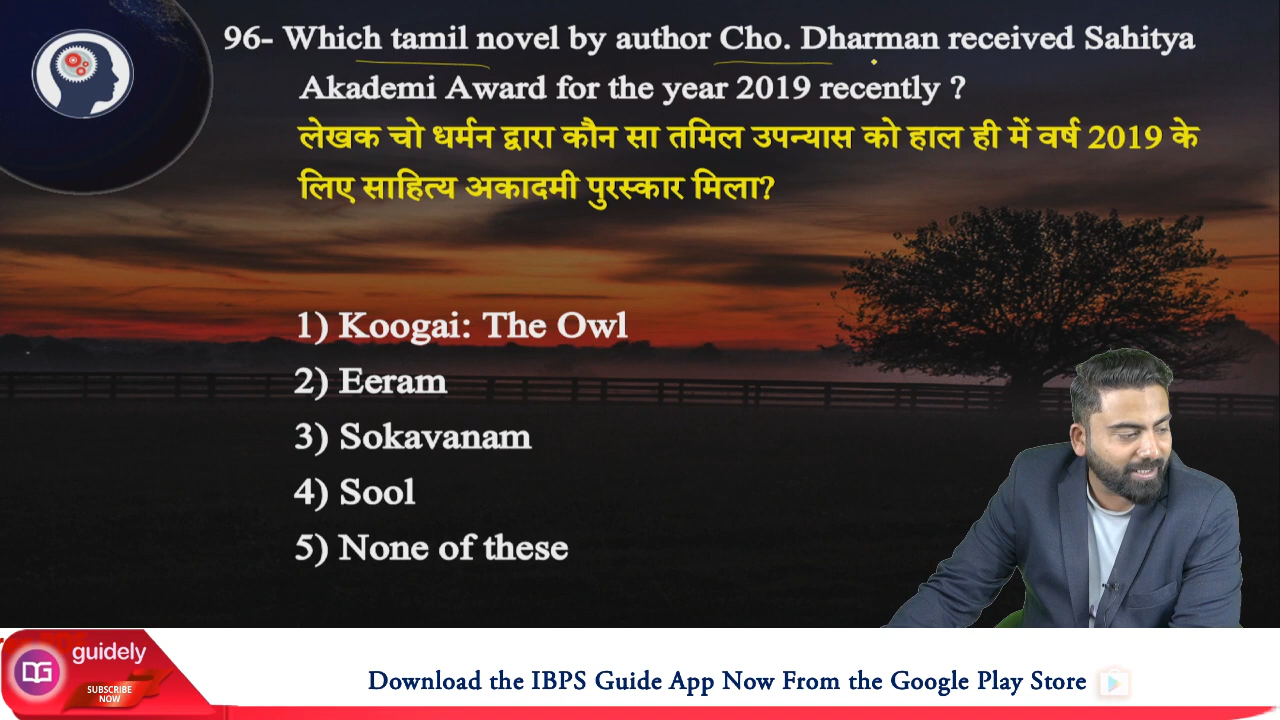 96- Which tamil novel by author Cho. Dharman received Sahitya
Akademi Award for the year 2019 recently ?
लेखक चो धर्मन द्वारा कौन सा तमिल उपन्यास को हाल ही में वर्ष 2019 के
लिए साहित्य अकादमी पुरस्कार मिला?
1) Koogai: The Owl
2) Eeram
3) Sokavanam
4) Sool
5) None of these
guidely
SUBSCRIBE
NOW
Download the IBPS Guide App Now From the Google Play Store